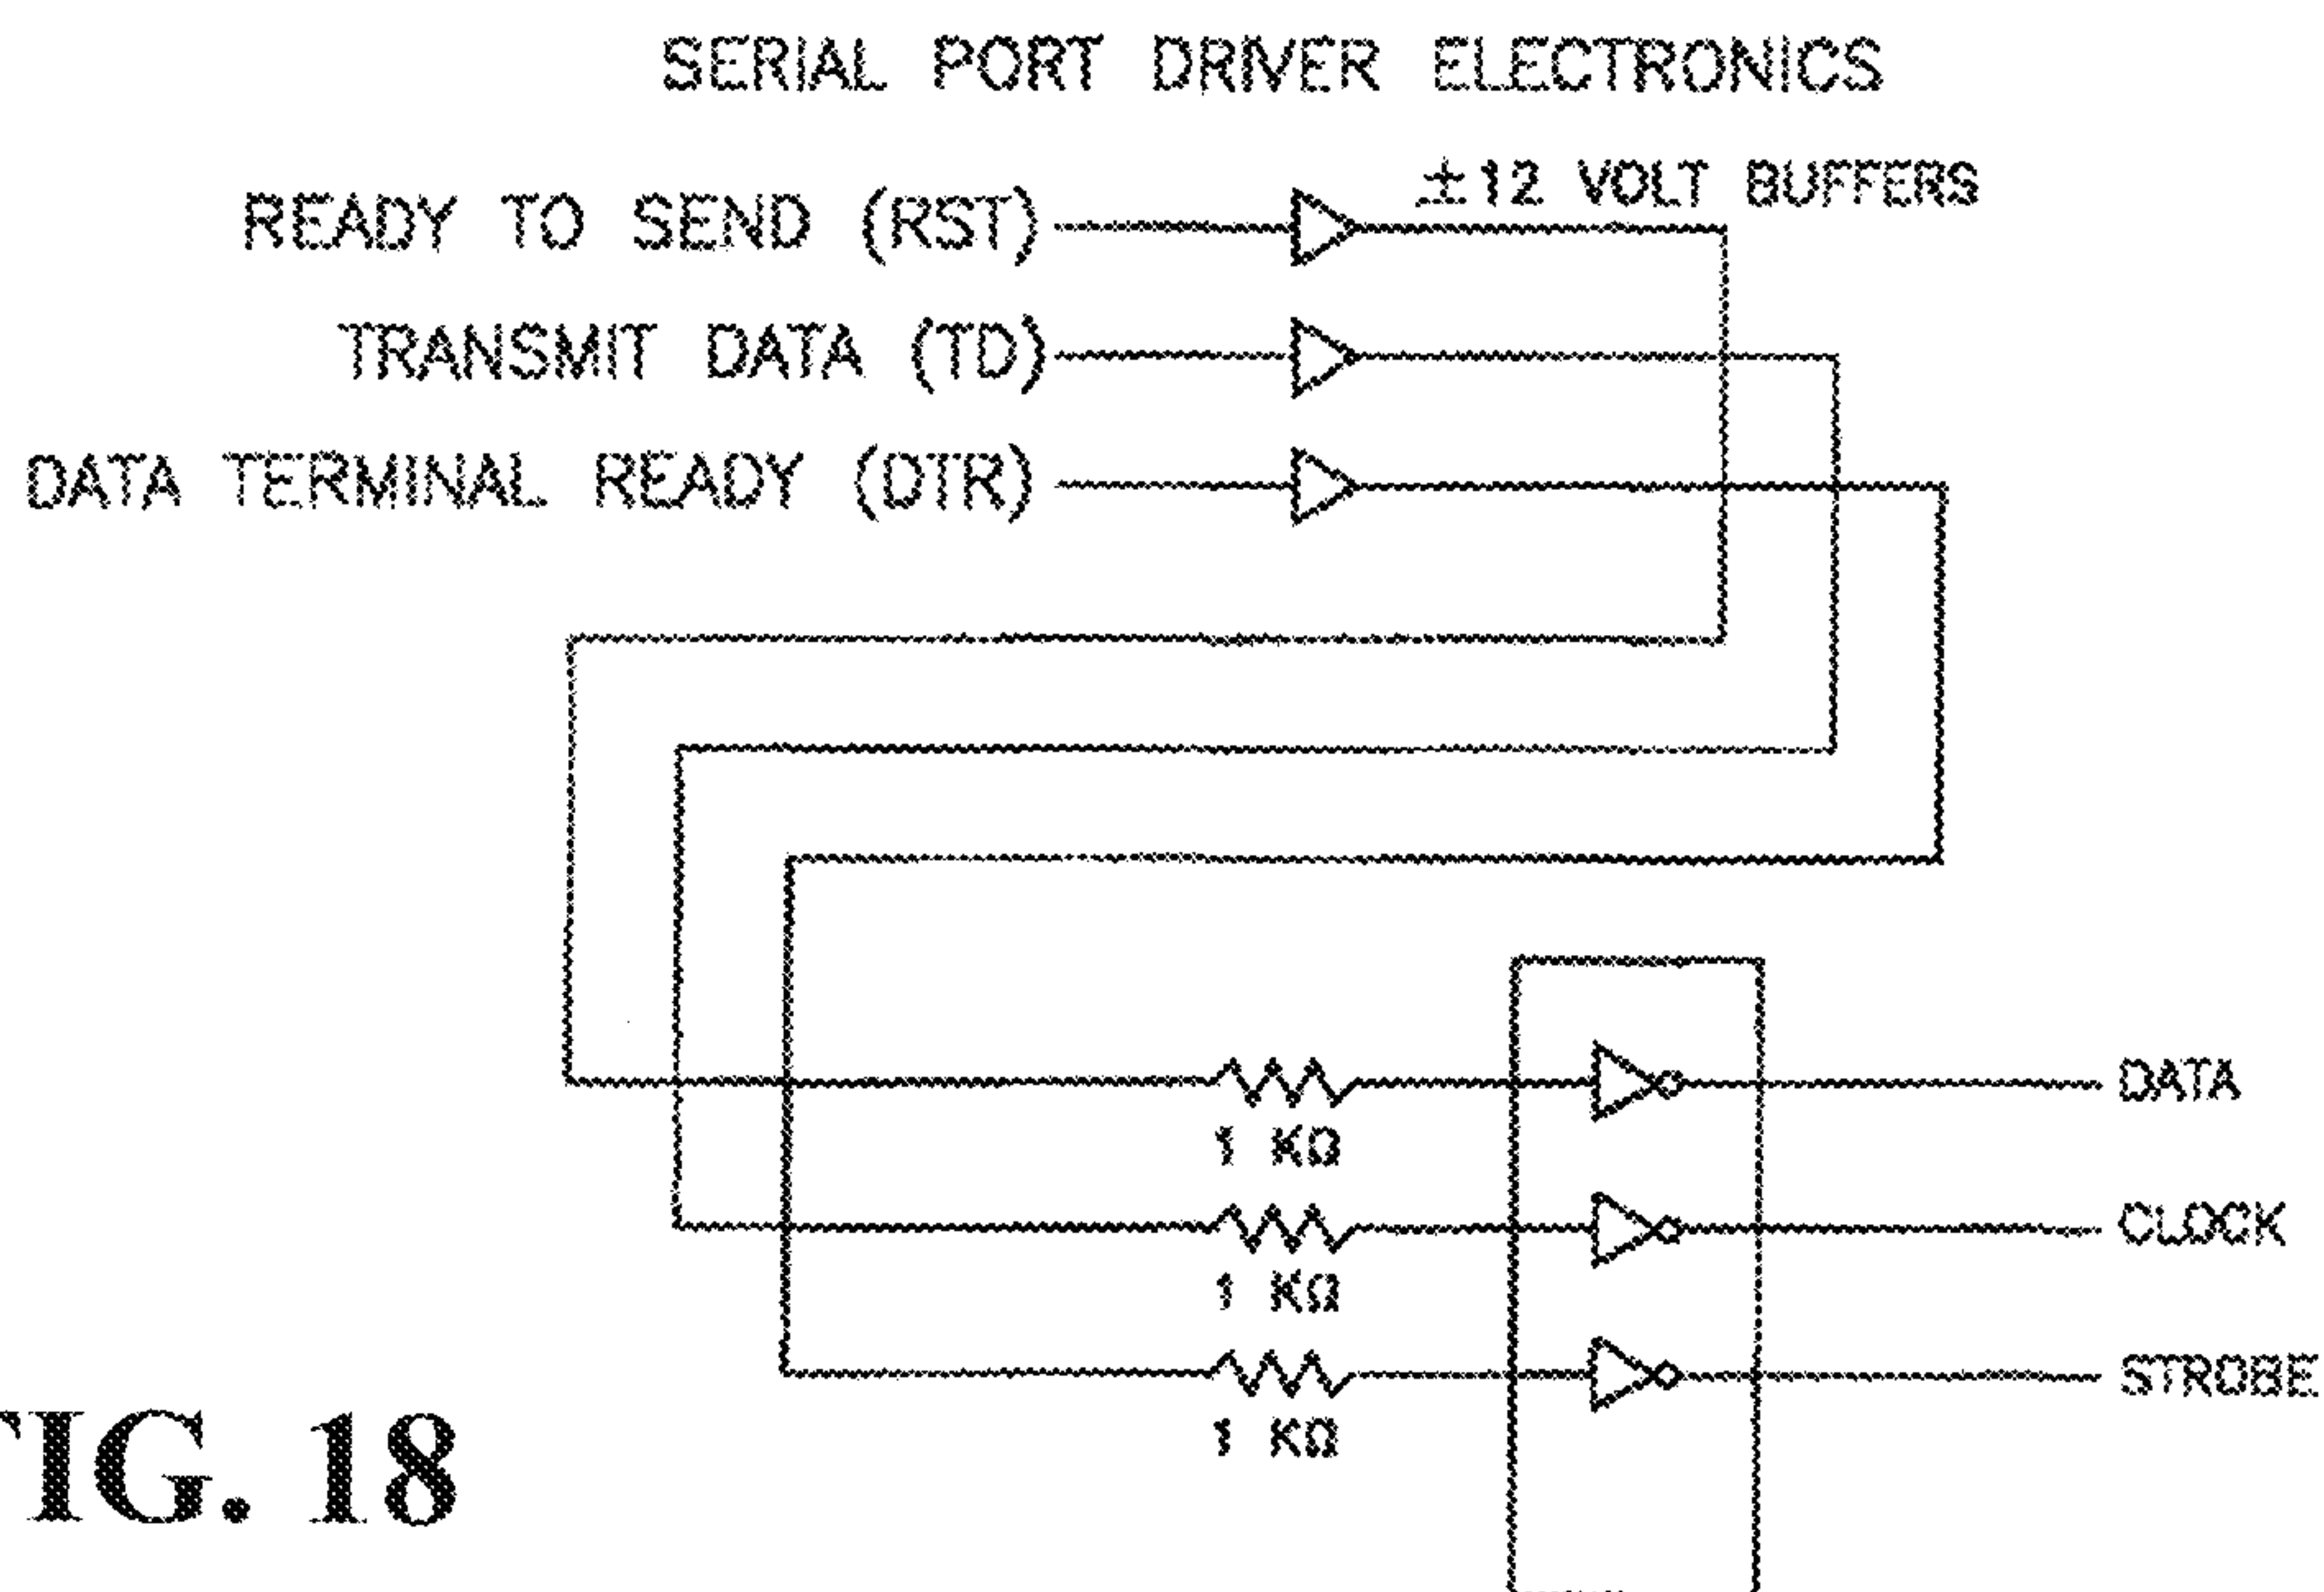 SERIAL PORT DRIVER ELECTRONICS
±12 VOLT BUFFERS
READY TO SEND (RST)
TRANSMIT DATA (TD)
DATA TERMINAL READY (DTR)
DATA
1 KΩ
CLOCK
1 KΩ
STROBE
1 KΩ
FIG. 18